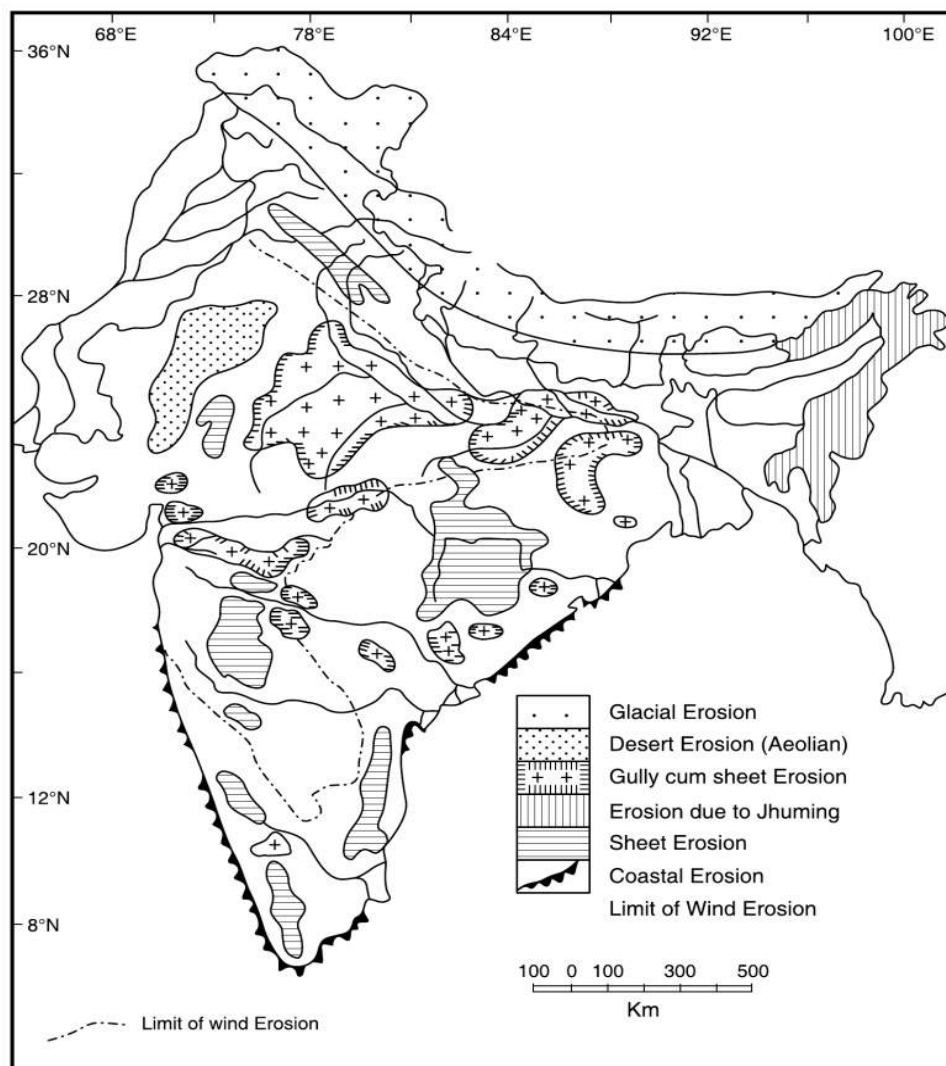 68°E 78°E 84°E 92°E 100°E
36°N
28°N
20°N
12°N
8°N
Glacial Erosion
Desert Erosion (Aeolian)
Gully cum sheet Erosion
Erosion due to Jhuming
Sheet Erosion
Coastal Erosion
Limit of Wind Erosion
100 0 100 300 500
Km
Limit of wind Erosion